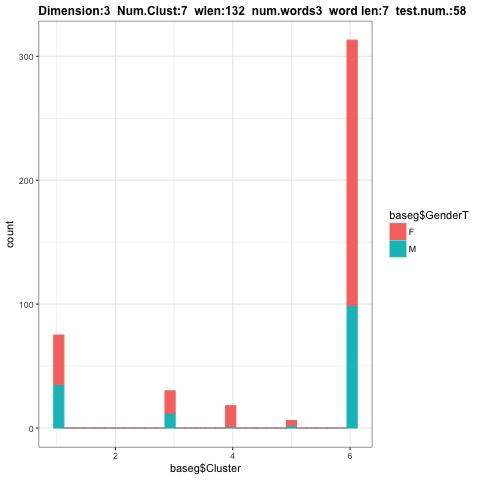 Dimension:3 Num.Clust:7 wlen:132 num.words3 word len:7 test.num.:58
300
200
100
0
count
2 4 6
baseg$Cluster
baseg$GenderT
F
M